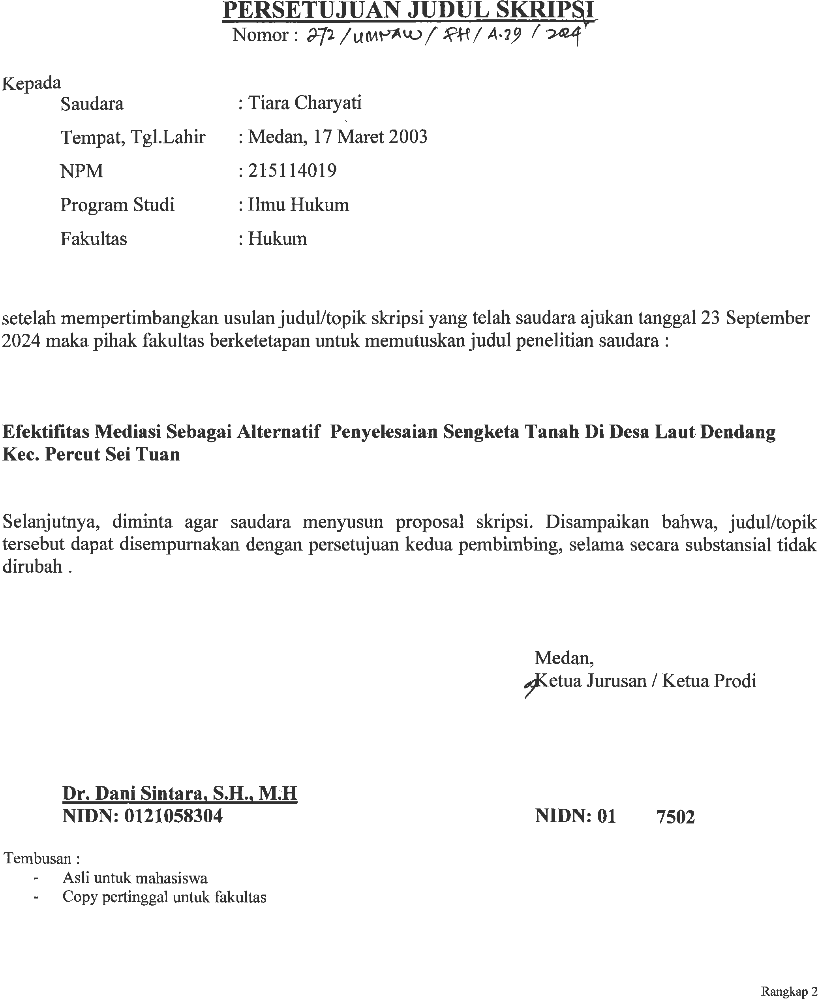 PERSETUJUAN JUDUL SKRIPSI
Nomor : 272 /UMNAW/ FH/ A.39 / 2024
Kepada
Saudara : Tiara Charyati
Tempat, Tgl.Lahir : Medan, 17 Maret 2003
NPM : 215114019
Program Studi : Ilmu Hukum
Fakultas : Hukum
setelah mempertimbangkan usulan judul/topik skripsi yang telah saudara ajukan tanggal 23 September
2024 maka pihak fakultas berketetapan untuk memutuskan judul penelitian saudara :
Efektifitas Mediasi Sebagai Alternatif Penyelesaian Sengketa Tanah Di Desa Laut Dendang
Kec. Percut Sei Tuan
Selanjutnya, diminta agar saudara menyusun proposal skripsi. Disampaikan bahwa, judul/topik
tersebut dapat disempurnakan dengan persetujuan kedua pembimbing, selama secara substansial tidak
dirubah .
Medan,
Ketua Jurusan / Ketua Prodi
Dr. Dani Sintara, S.H., M.H
NIDN: 0121058304 NIDN: 01 7502
Tembusan :
- Asli untuk mahasiswa
- Copy pertinggal untuk fakultas
Rangkap 2